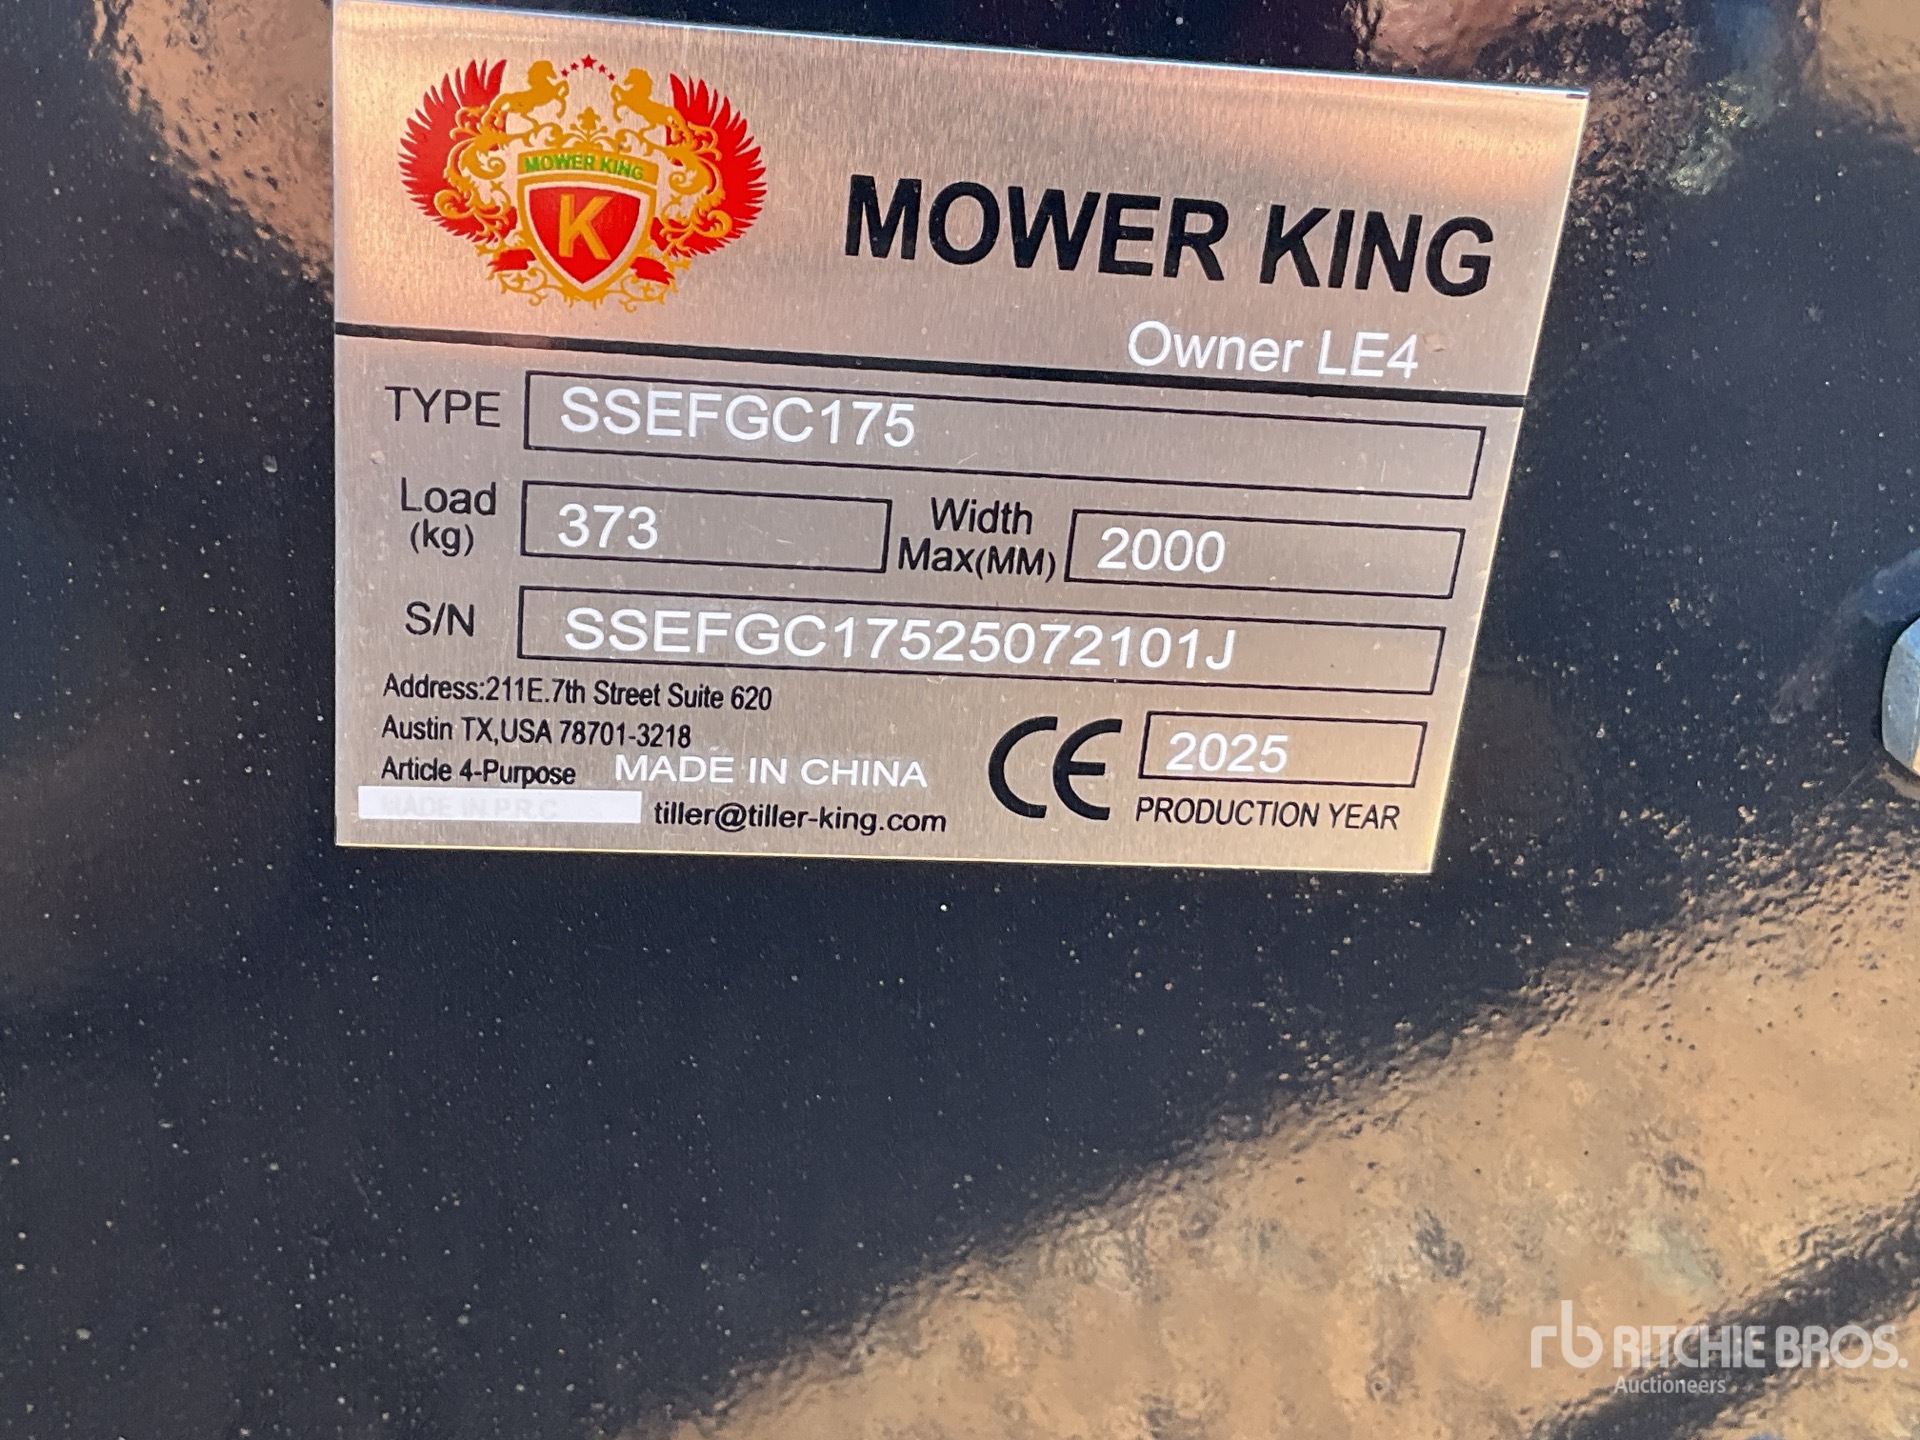 MOWER KING
K
MOWER KING
Owner LE4
TYPE SSEFGC175
Load (kg) 373 Width Max(MM) 2000
S/N SSEFGC17525072101J
Address:211E.7th Street Suite 620
Austin TX,USA 78701-3218
Article 4-Purpose MADE IN CHINA
MADE IN P.R.C tiller@tiller-king.com
CE 2025
PRODUCTION YEAR
rb RITCHIE BROS.
Auctioneers